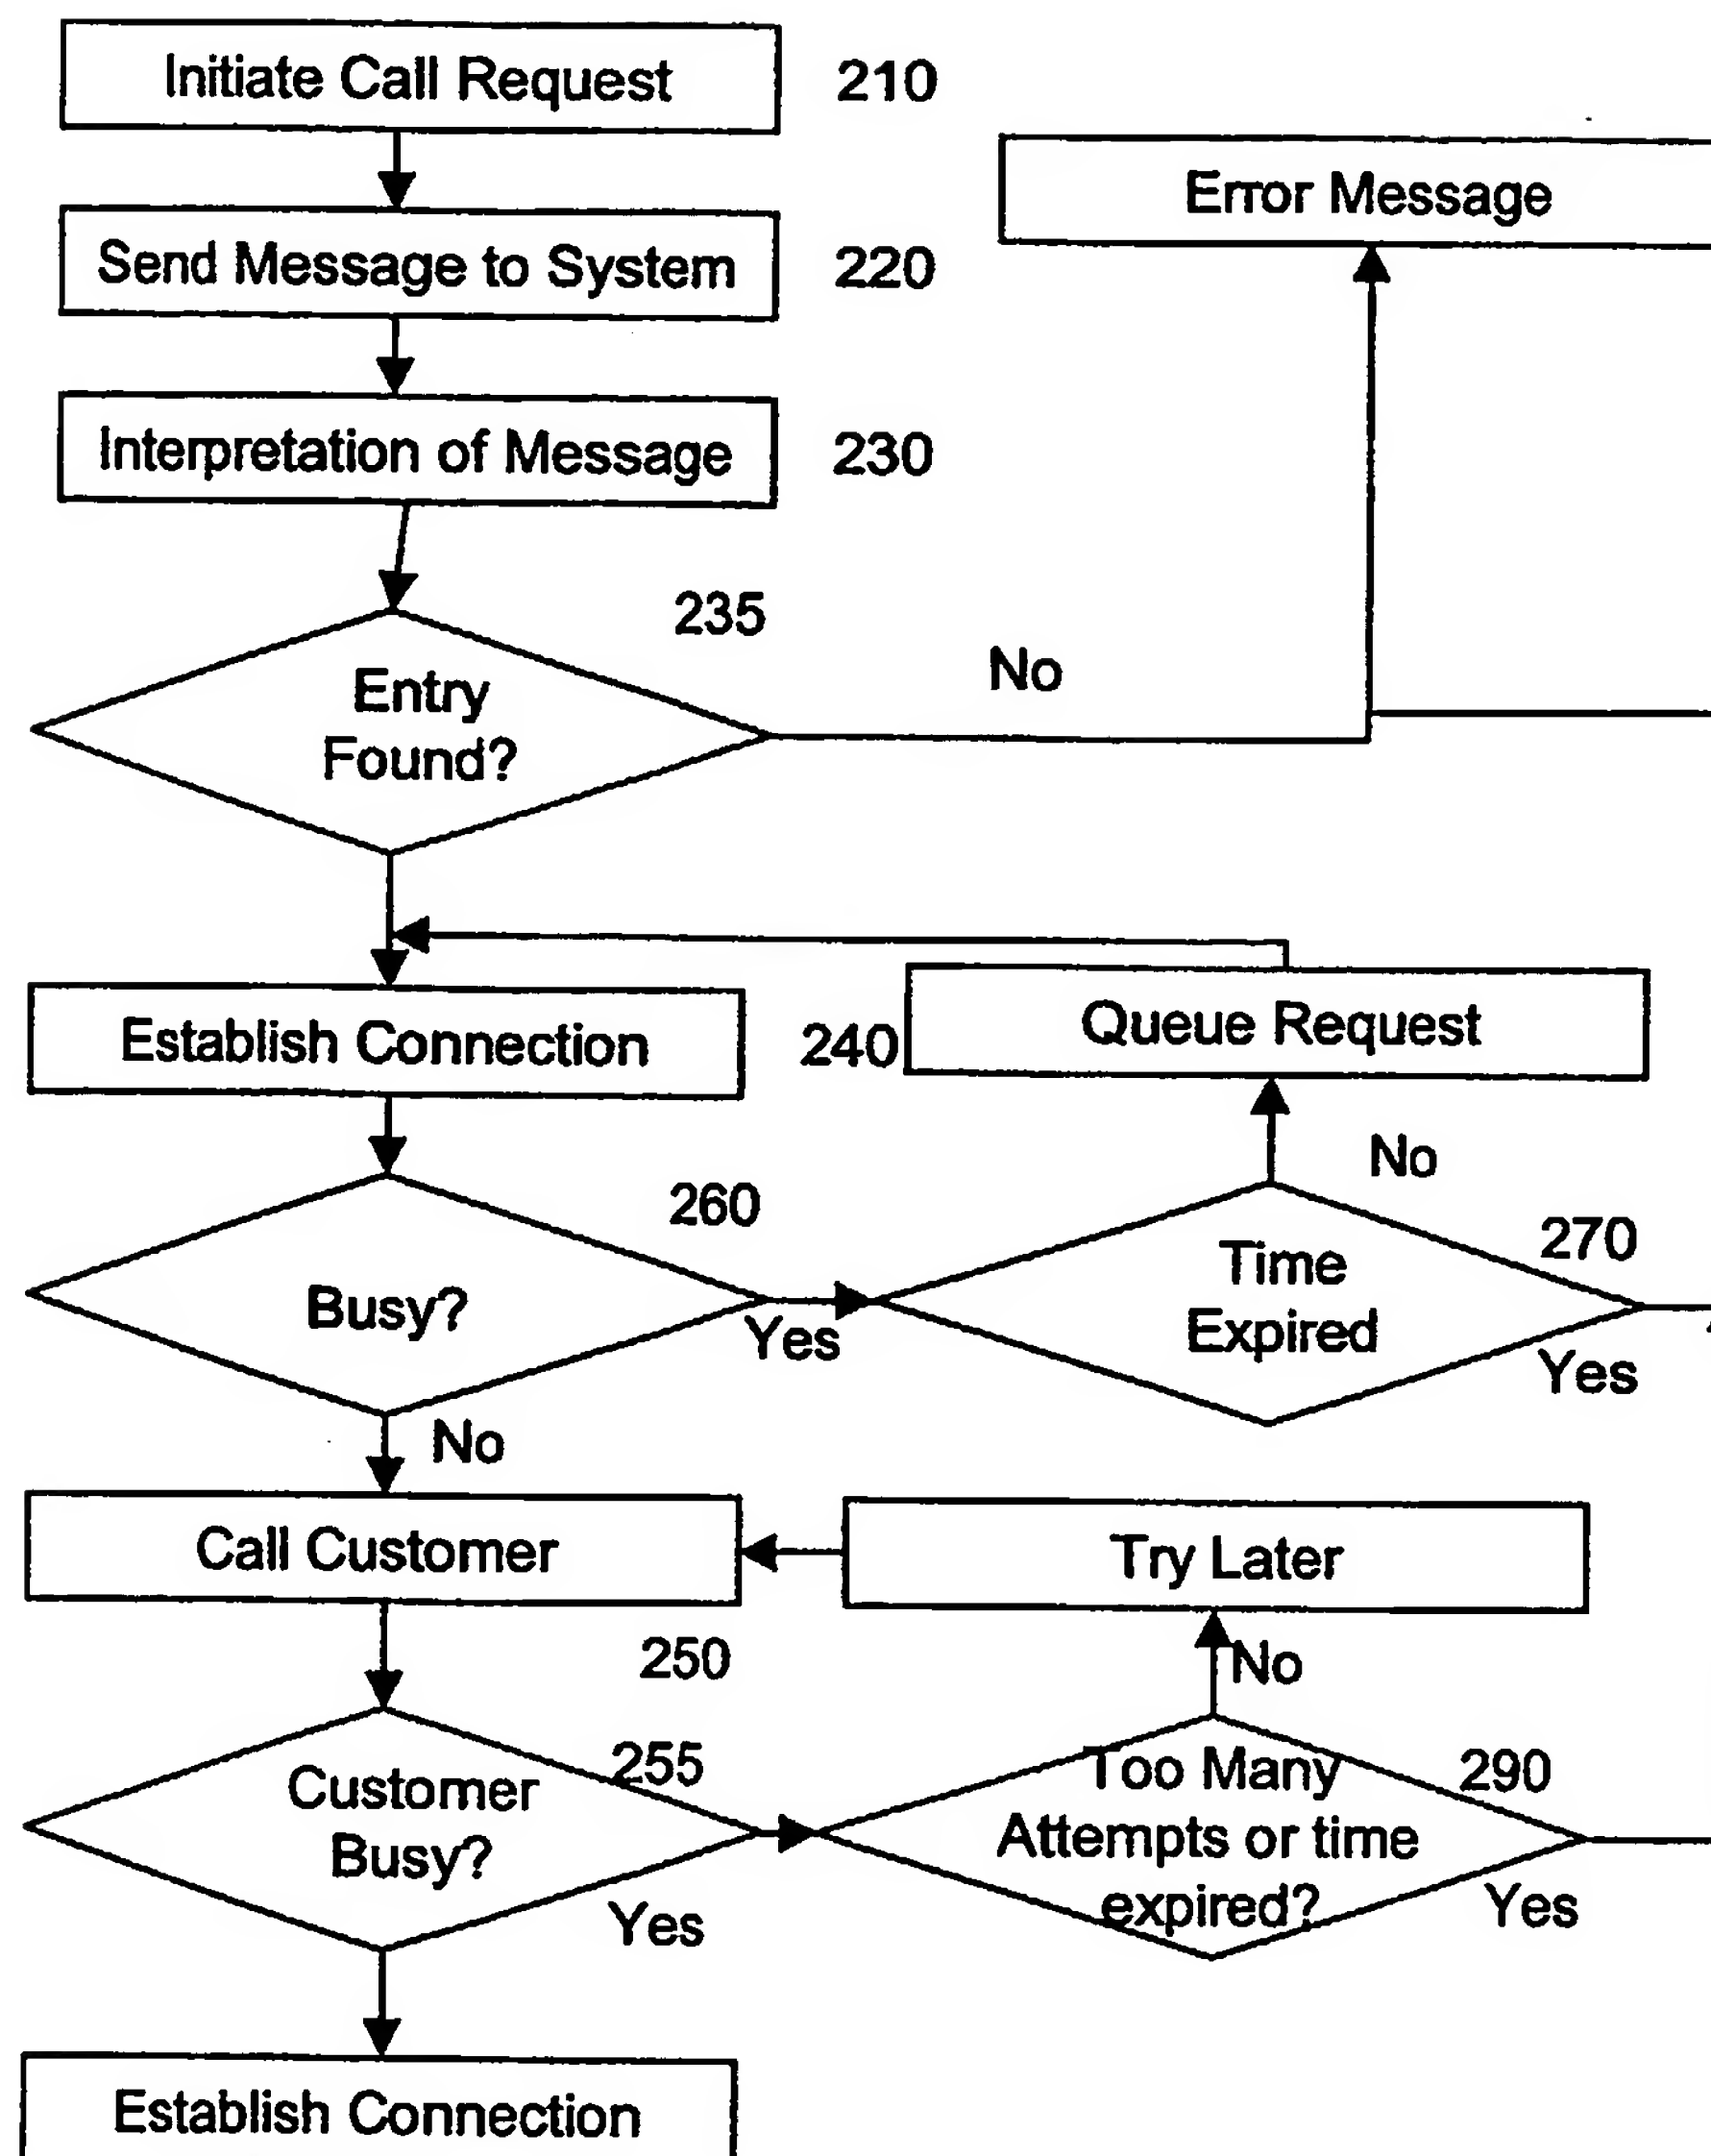 Initiate Call Request
210
Error Message
Send Message to System
220
Interpretation of Message
230
235
Entry
Found?
No
Establish Connection
240
Queue Request
No
260
Busy?
Yes
270
Time
Expired
Yes
No
Call Customer
Try Later
250
No
255
Customer
Busy?
Yes
290
Too Many
Attempts or time
expired?
Yes
Establish Connection